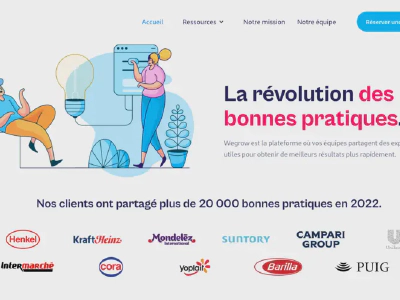 Accueil Ressources Notre mission Notre équipe Réserver une
La révolution des
bonnes pratiques.
Wegrow est la plateforme où vos équipes partagent des exp
utiles pour obtenir de meilleurs résultats plus rapidement.
Nos clients ont partagé plus de 20 000 bonnes pratiques en 2022.
Henkel KraftHeinz Mondelēz International SUNTORY CAMPARI GROUP
Intermarché cora yoplait Barilla PUIG